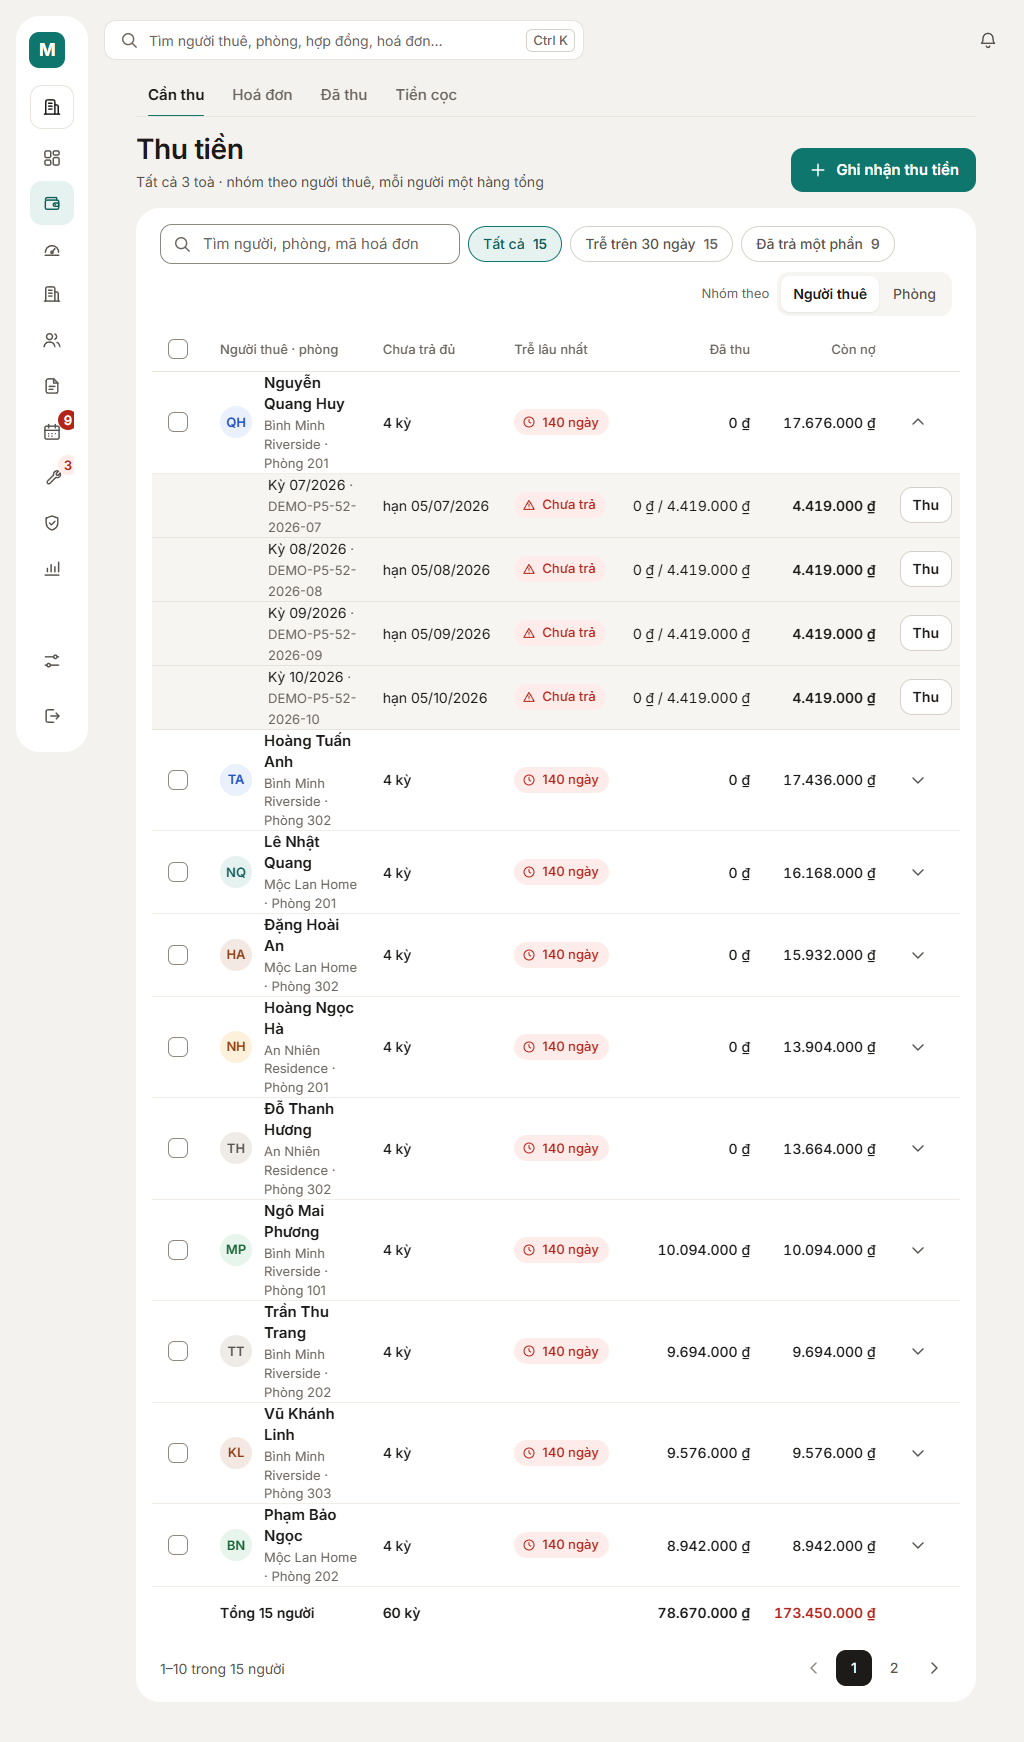 M
Tìm người thuê, phòng, hợp đồng, hoá đơn...
Ctrl K
Cần thu
Hoá đơn
Đã thu
Tiền cọc
Thu tiền
Tất cả 3 toà · nhóm theo người thuê, mỗi người một hàng tổng
Ghi nhận thu tiền
Tìm người, phòng, mã hoá đơn
Tất cả 15
Trễ trên 30 ngày 15
Đã trả một phần 9
Nhóm theo
Người thuê
Phòng
Người thuê · phòng
Chưa trả đủ
Trễ lâu nhất
Đã thu
Còn nợ
QH
Nguyễn
Quang Huy
Bình Minh
Riverside ·
Phòng 201
4 kỳ
140 ngày
0 ₫
17.676.000 ₫
Kỳ 07/2026 ·
DEMO-P5-52-
2026-07
hạn 05/07/2026
Chưa trả
0 ₫ / 4.419.000 ₫
4.419.000 ₫
Thu
Kỳ 08/2026 ·
DEMO-P5-52-
2026-08
hạn 05/08/2026
Chưa trả
0 ₫ / 4.419.000 ₫
4.419.000 ₫
Thu
Kỳ 09/2026 ·
DEMO-P5-52-
2026-09
hạn 05/09/2026
Chưa trả
0 ₫ / 4.419.000 ₫
4.419.000 ₫
Thu
Kỳ 10/2026 ·
DEMO-P5-52-
2026-10
hạn 05/10/2026
Chưa trả
0 ₫ / 4.419.000 ₫
4.419.000 ₫
Thu
9
3
TA
Hoàng Tuấn
Anh
Bình Minh
Riverside ·
Phòng 302
4 kỳ
140 ngày
0 ₫
17.436.000 ₫
NQ
Lê Nhật
Quang
Mộc Lan Home
· Phòng 201
4 kỳ
140 ngày
0 ₫
16.168.000 ₫
HA
Đặng Hoài
An
Mộc Lan Home
· Phòng 302
4 kỳ
140 ngày
0 ₫
15.932.000 ₫
NH
Hoàng Ngọc
Hà
An Nhiên
Residence ·
Phòng 201
4 kỳ
140 ngày
0 ₫
13.904.000 ₫
TH
Đỗ Thanh
Hương
An Nhiên
Residence ·
Phòng 302
4 kỳ
140 ngày
0 ₫
13.664.000 ₫
MP
Ngô Mai
Phương
Bình Minh
Riverside ·
Phòng 101
4 kỳ
140 ngày
10.094.000 ₫
10.094.000 ₫
TT
Trần Thu
Trang
Bình Minh
Riverside ·
Phòng 202
4 kỳ
140 ngày
9.694.000 ₫
9.694.000 ₫
KL
Vũ Khánh
Linh
Bình Minh
Riverside ·
Phòng 303
4 kỳ
140 ngày
9.576.000 ₫
9.576.000 ₫
BN
Phạm Bảo
Ngọc
Mộc Lan Home
· Phòng 202
4 kỳ
140 ngày
8.942.000 ₫
8.942.000 ₫
Tổng 15 người
60 kỳ
78.670.000 ₫
173.450.000 ₫
1–10 trong 15 người
1
2